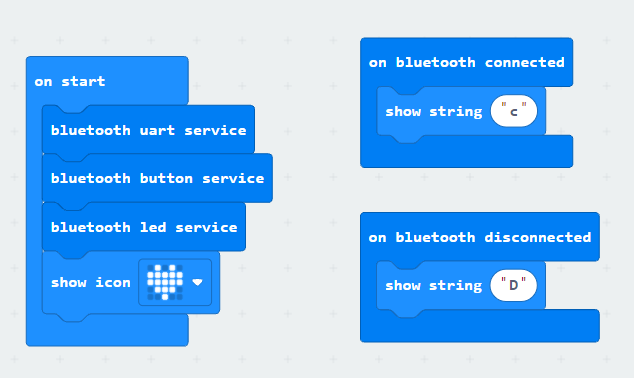 on start
bluetooth uart service
bluetooth button service
bluetooth led service
show icon
on bluetooth connected
show string "c"
on bluetooth disconnected
show string "D"